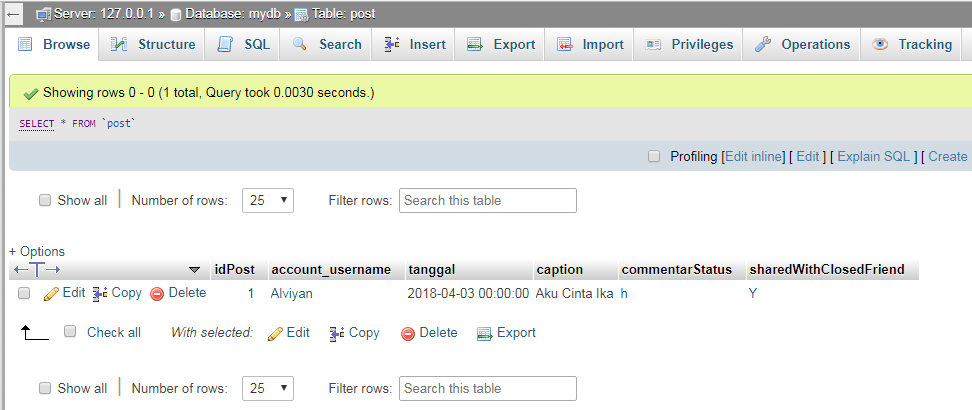 Server: 127.0.0.1 » Database: mydb » Table: post
Browse Structure SQL Search Insert Export Import Privileges Operations Tracking
Showing rows 0 - 0 (1 total, Query took 0.0030 seconds.)
SELECT * FROM `post`
Profiling [Edit inline] [ Edit ] [ Explain SQL ] [ Create
Show all | Number of rows: 25 Filter rows: Search this table
+ Options
←T→ idPost account_username tanggal caption commentarStatus sharedWithClosedFriend
Edit Copy Delete 1 Alviyan 2018-04-03 00:00:00 Aku Cinta Ika h Y
Check all With selected: Edit Copy Delete Export
Show all | Number of rows: 25 Filter rows: Search this table